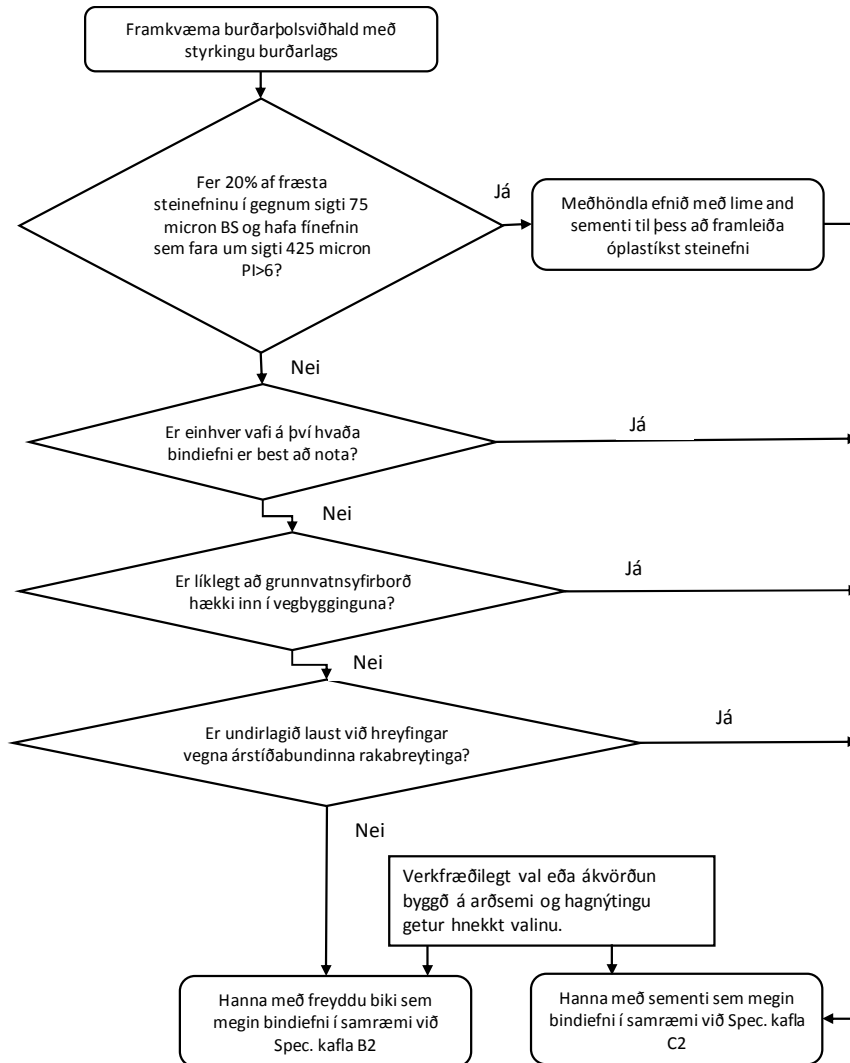 Framkvæma burðarþolsviðhald með
styrkingu burðarlags
Fer 20% af fræsta
steinefninu í gegnum sigti 75
micron BS og hafa fínefnin
sem fara um sigti 425 micron
PI>6?
Já
Meðhöndla efnið með lime and
sementi til þess að framleiða
óplastíkst steinefni
Nei
Er einhver vafi á því hvaða
bindiefni er best að nota?
Já
Nei
Er líklegt að grunnvatnsyfirborð
hækki inn í vegbygginguna?
Já
Nei
Er undirlagið laust við hreyfingar
vegna árstíðabundinna rakabreytinga?
Já
Nei
Verkfræðilegt val eða ákvörðun
byggð á arðsemi og hagnýtingu
getur hnekkt valinu.
Hanna með freyddu biki sem
megin bindiefni í samræmi við
Spec. kafla B2
Hanna með sementi sem megin
bindiefni í samræmi við Spec. kafla
C2